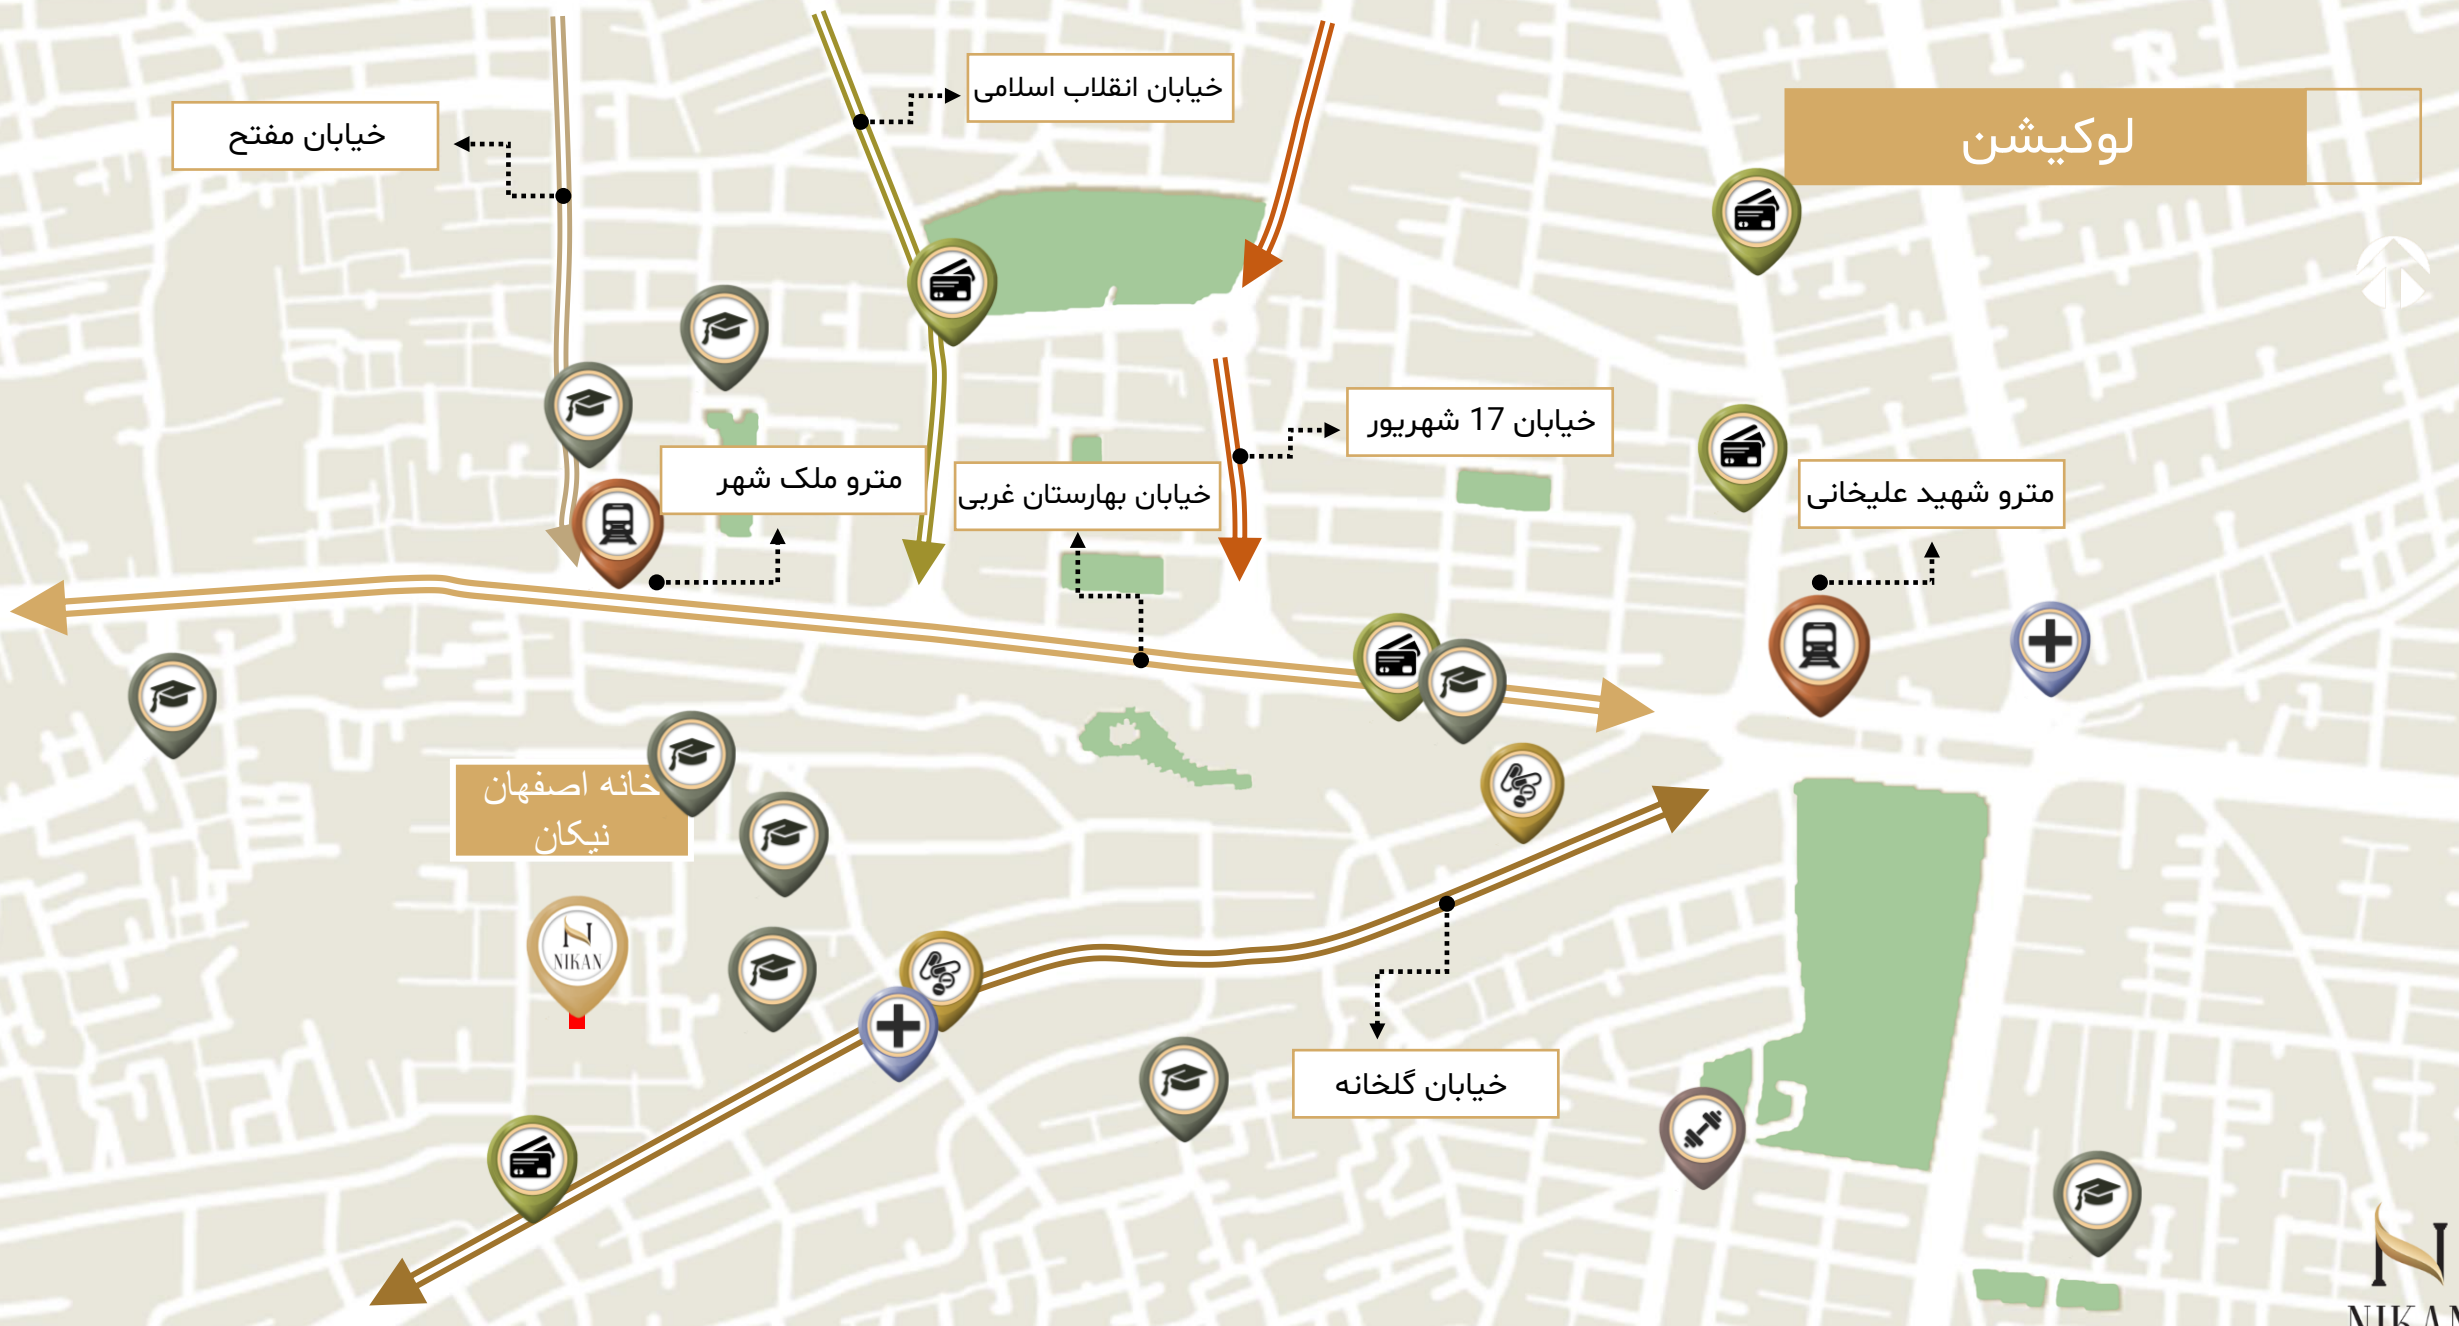 خیابان انقلاب اسلامی
لوکیشن
خیابان مفتح
خیابان 17 شهریور
مترو ملک شهر
خیابان بهارستان غربی
مترو شهید علیخانی
خانه اصفهان
نیکان
NIKAN
خیابان گلخانه
NIKAN